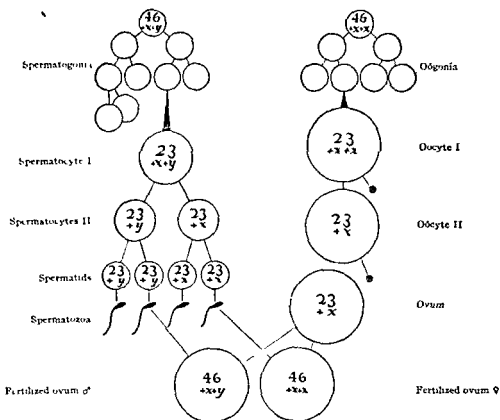 46
+x+y
46
+x+x
Spermatogonia
Oögonia
23
+x+y
23
+x +x
Spermatocyte I
Oocyte I
23
+y
23
+x
23
+x
Spermatocytes II
Oöcyte II
23
+y
23
+y
23
+x
23
+x
Spermatids
23
+x
Ovum
Spermatozoa
46
+x+y
46
+x+x
Fertilized ovum ♂
Fertilized ovum ♀